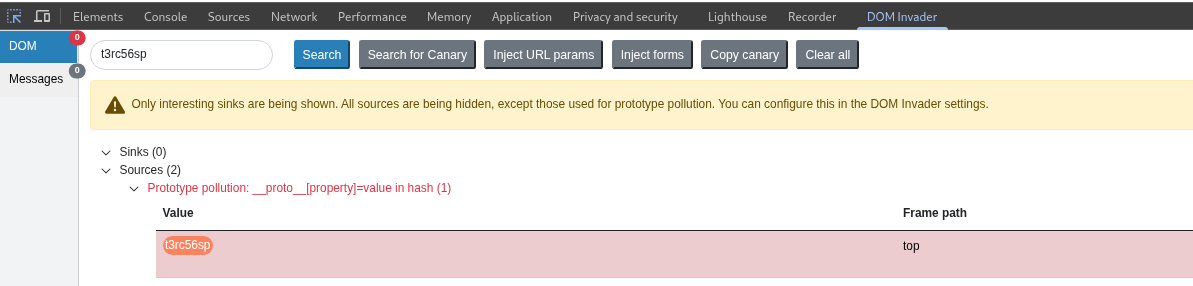 Elements Console Sources Network Performance Memory Application Privacy and security Lighthouse Recorder DOM Invader
DOM 0
Messages 0
t3rc56sp Search Search for Canary Inject URL params Inject forms Copy canary Clear all
Only interesting sinks are being shown. All sources are being hidden, except those used for prototype pollution. You can configure this in the DOM Invader settings.
Sinks (0)
Sources (2)
Prototype pollution: __proto__[property]=value in hash (1)
Value Frame path
t3rc56sp top